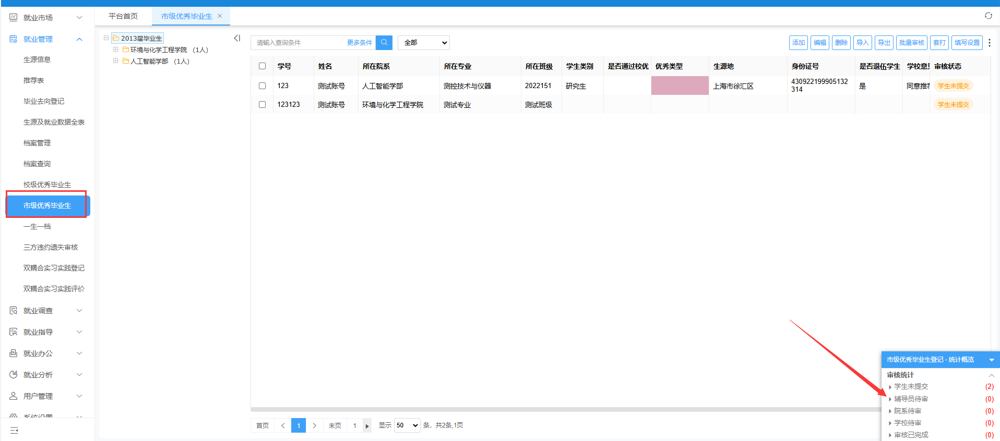 就业市场
就业管理
生源信息
推荐表
毕业去向登记
生源及就业数据全表
档案管理
档案查询
校级优秀毕业生
市级优秀毕业生
一生一档
三方违约遗失审核
双耦合实习实践登记
双耦合实习实践评价
就业调查
就业指导
就业办公
就业分析
用户管理
系统设置
平台首页 市级优秀毕业生
2013届毕业生
环境与化学工程学院 （1人）
人工智能学部 （1人）
请输入查询条件 更多条件 全部 添加 编辑 删除 导入 导出 批量审核 套打 填写设置
学号 姓名 所在院系 所在专业 所在班级 学生类别 是否通过校优 优秀类型 生源地 身份证号 是否退伍学生 学校意 审核状态
123 测试账号 人工智能学部 测控技术与仪器 2022151 研究生 上海市徐汇区 430922199905132 是 同意推 学生未提交
314
123123 测试账号 环境与化学工程学院 测试专业 测试班级 学生未提交
首页 1 末页 1 显示 50 条，共2条,1页
市级优秀毕业生登记 - 统计概览
审核统计
学生未提交 (2)
辅导员待审 (0)
院系待审 (0)
学校待审 (0)
审核已完成 (0)